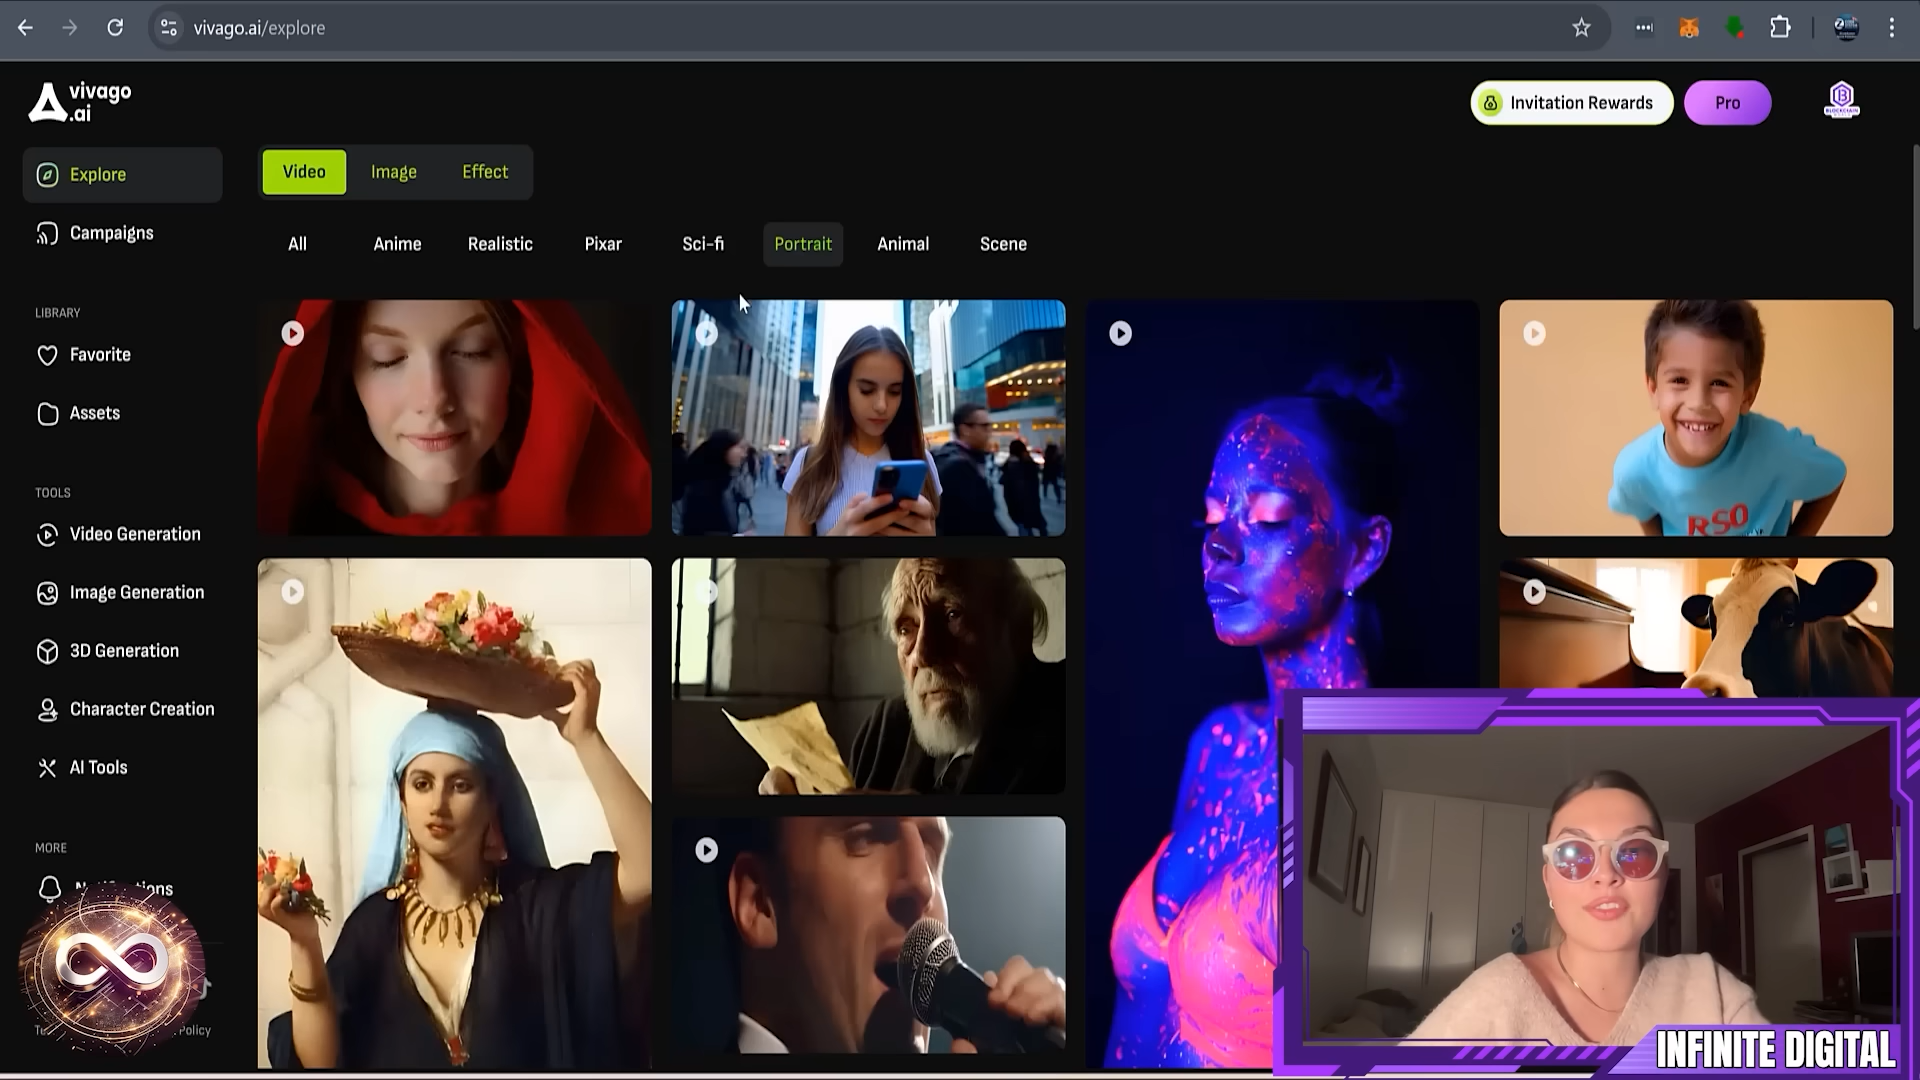 vivago.ai/explore
vivago
.ai
Invitation Rewards
Pro
Explore
Video
Image
Effect
Campaigns
All
Anime
Realistic
Pixar
Sci-fi
Portrait
Animal
Scene
LIBRARY
Favorite
Assets
TOOLS
Video Generation
Image Generation
3D Generation
Character Creation
AI Tools
MORE
Policy
RSO
INFINITE DIGITAL